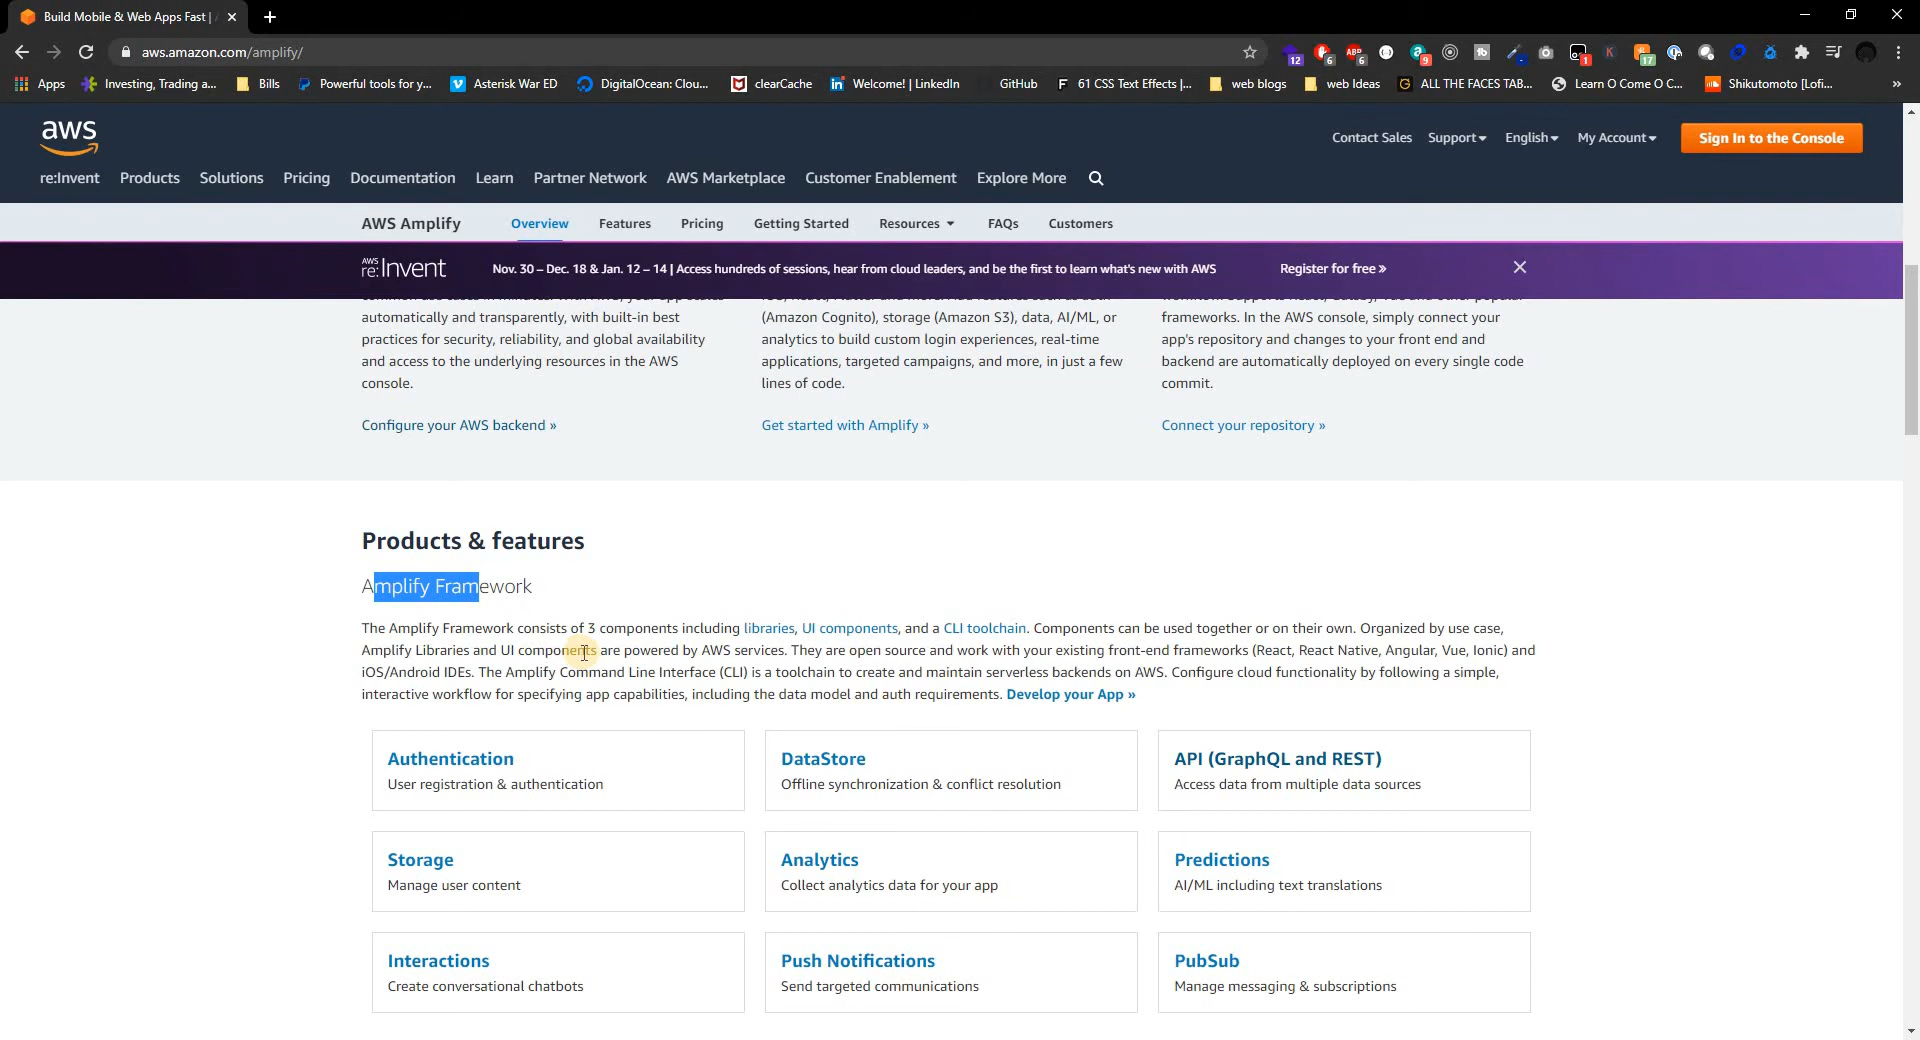 Build Mobile & Web Apps Fast |
aws.amazon.com/amplify/
12 6 6 9 1 17
Apps Investing, Trading a... Bills Powerful tools for y... Asterisk War ED DigitalOcean: Clou... clearCache Welcome! | LinkedIn GitHub 61 CSS Text Effects |... web blogs web Ideas ALL THE FACES TAB... Learn O Come O C... Shikutomoto [Lofi... »
aws
Contact Sales Support English My Account Sign In to the Console
re:Invent Products Solutions Pricing Documentation Learn Partner Network AWS Marketplace Customer Enablement Explore More
AWS Amplify Overview Features Pricing Getting Started Resources FAQs Customers
AWS re:Invent Nov. 30 – Dec. 18 & Jan. 12 – 14 | Access hundreds of sessions, hear from cloud leaders, and be the first to learn what's new with AWS Register for free »
automatically and transparently, with built-in best
practices for security, reliability, and global availability
and access to the underlying resources in the AWS
console.
Configure your AWS backend »
(Amazon Cognito), storage (Amazon S3), data, AI/ML, or
analytics to build custom login experiences, real-time
applications, targeted campaigns, and more, in just a few
lines of code.
Get started with Amplify »
frameworks. In the AWS console, simply connect your
app's repository and changes to your front end and
backend are automatically deployed on every single code
commit.
Connect your repository »
Products & features
Amplify Framework
The Amplify Framework consists of 3 components including libraries, UI components, and a CLI toolchain. Components can be used together or on their own. Organized by use case,
Amplify Libraries and UI components are powered by AWS services. They are open source and work with your existing front-end frameworks (React, React Native, Angular, Vue, Ionic) and
iOS/Android IDEs. The Amplify Command Line Interface (CLI) is a toolchain to create and maintain serverless backends on AWS. Configure cloud functionality by following a simple,
interactive workflow for specifying app capabilities, including the data model and auth requirements. Develop your App »
Authentication
User registration & authentication
DataStore
Offline synchronization & conflict resolution
API (GraphQL and REST)
Access data from multiple data sources
Storage
Manage user content
Analytics
Collect analytics data for your app
Predictions
AI/ML including text translations
Interactions
Create conversational chatbots
Push Notifications
Send targeted communications
PubSub
Manage messaging & subscriptions